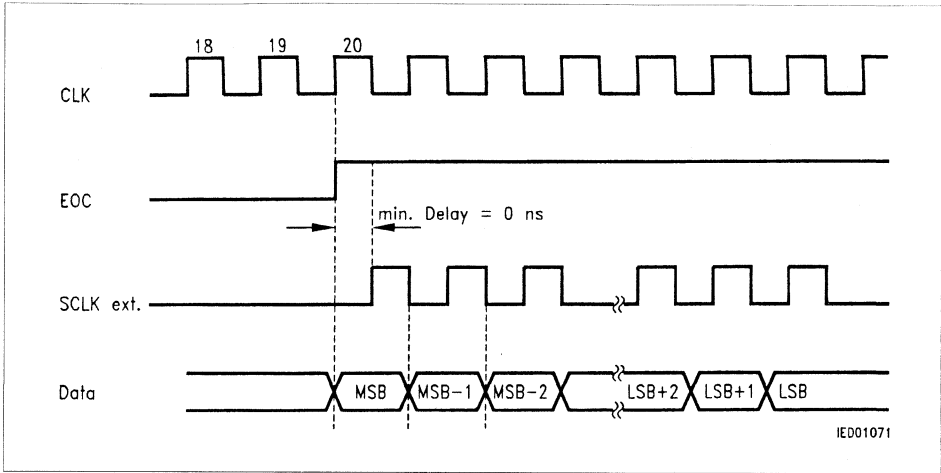 18 19 20
CLK
EOC
min. Delay = 0 ns
SCLK ext.
Data MSB MSB-1 MSB-2 LSB+2 LSB+1 LSB
IED01071